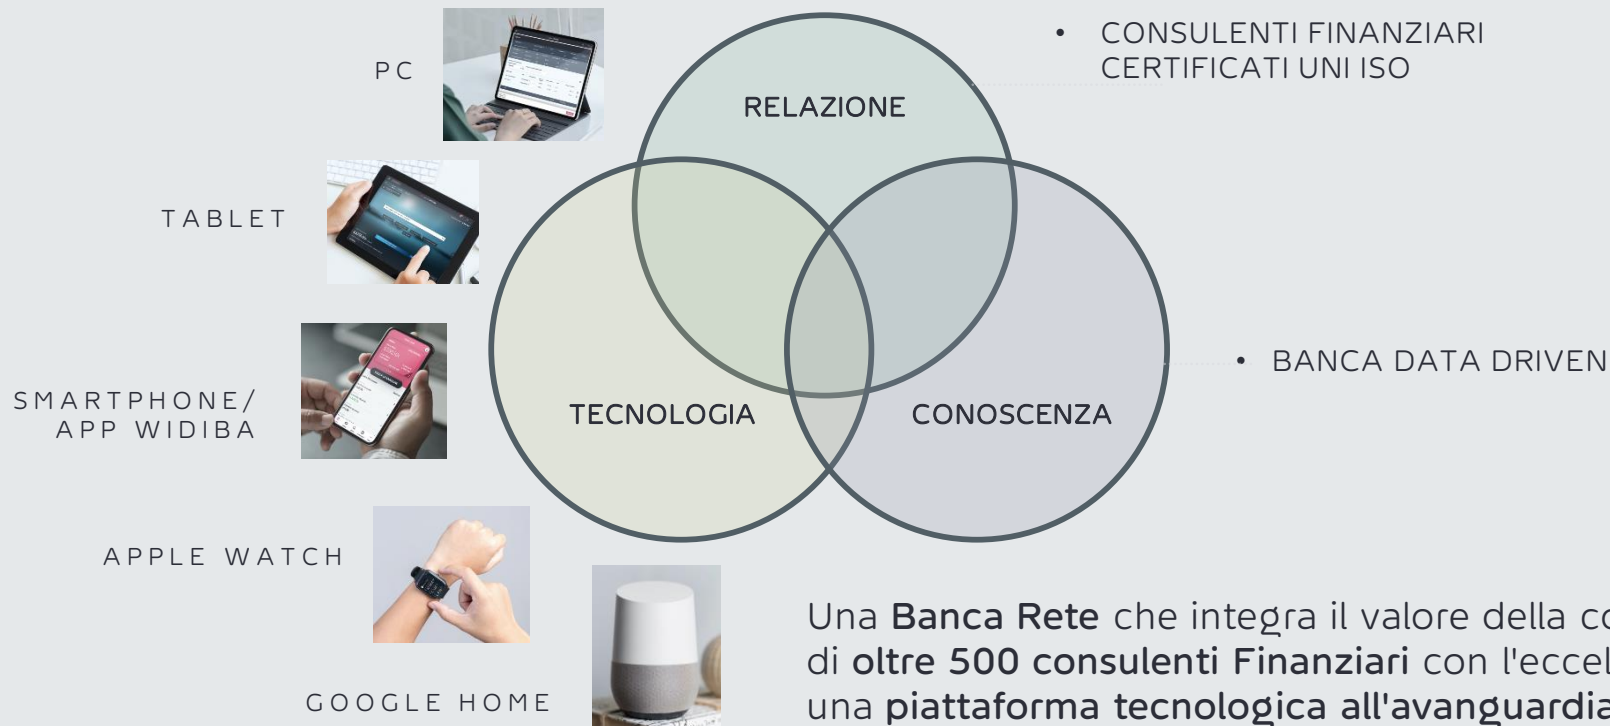 PC
TABLET
SMARTPHONE/
APP WIDIBA
APPLE WATCH
GOOGLE HOME
RELAZIONE
TECNOLOGIA
CONOSCENZA
• CONSULENTI FINANZIARI
CERTIFICATI UNI ISO
• BANCA DATA DRIVEN
Una Banca Rete che integra il valore della
di oltre 500 consulenti Finanziari con
una piattaforma tecnologica all'avanguardia